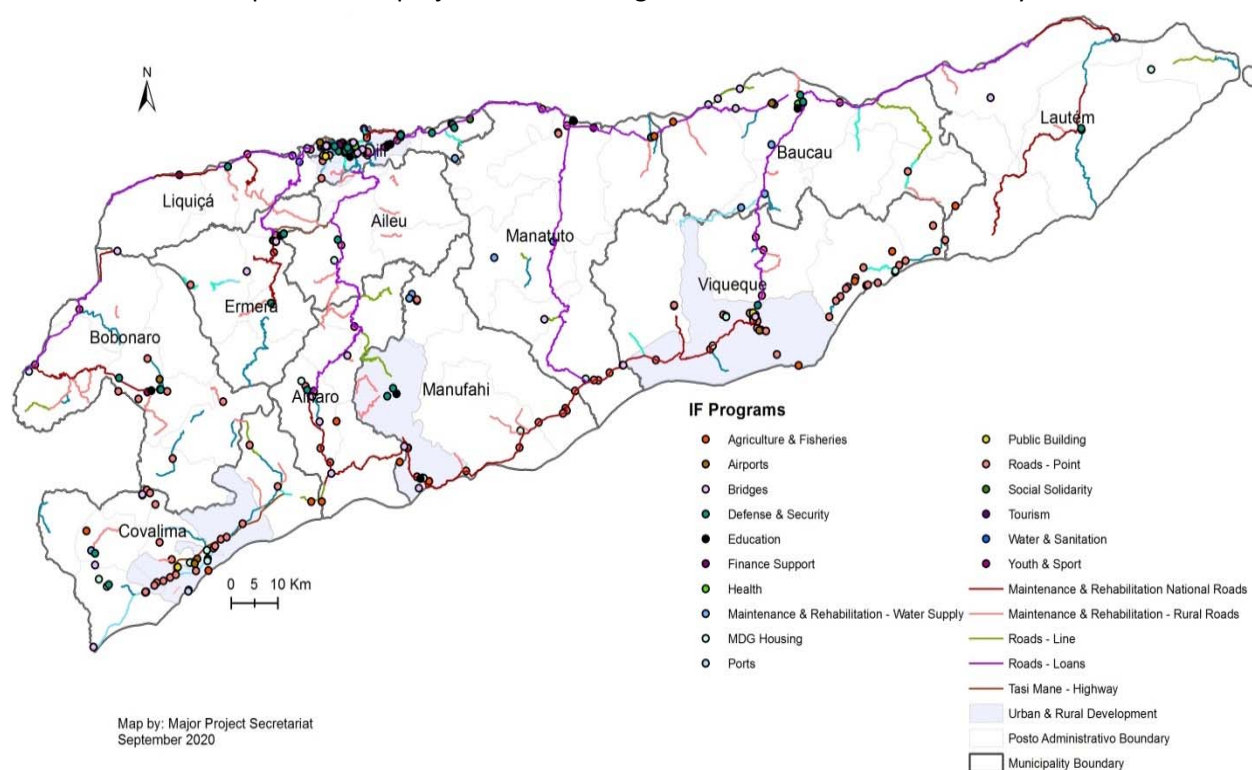 N
Lautém
Dili
Baucau
Liquiçá
Aileu
Manatuto
Viqueque
Ermera
Bobonaro
Ainaro
Manufahi
Covalima
0 5 10 Km
IF Programs
Agriculture & Fisheries
Airports
Bridges
Defense & Security
Education
Finance Support
Health
Maintenance & Rehabilitation - Water Supply
MDG Housing
Ports
Public Building
Roads - Point
Social Solidarity
Tourism
Water & Sanitation
Youth & Sport
Maintenance & Rehabilitation National Roads
Maintenance & Rehabilitation - Rural Roads
Roads - Line
Roads - Loans
Tasi Mane - Highway
Urban & Rural Development
Posto Administrativo Boundary
Municipality Boundary
Map by: Major Project Secretariat
September 2020